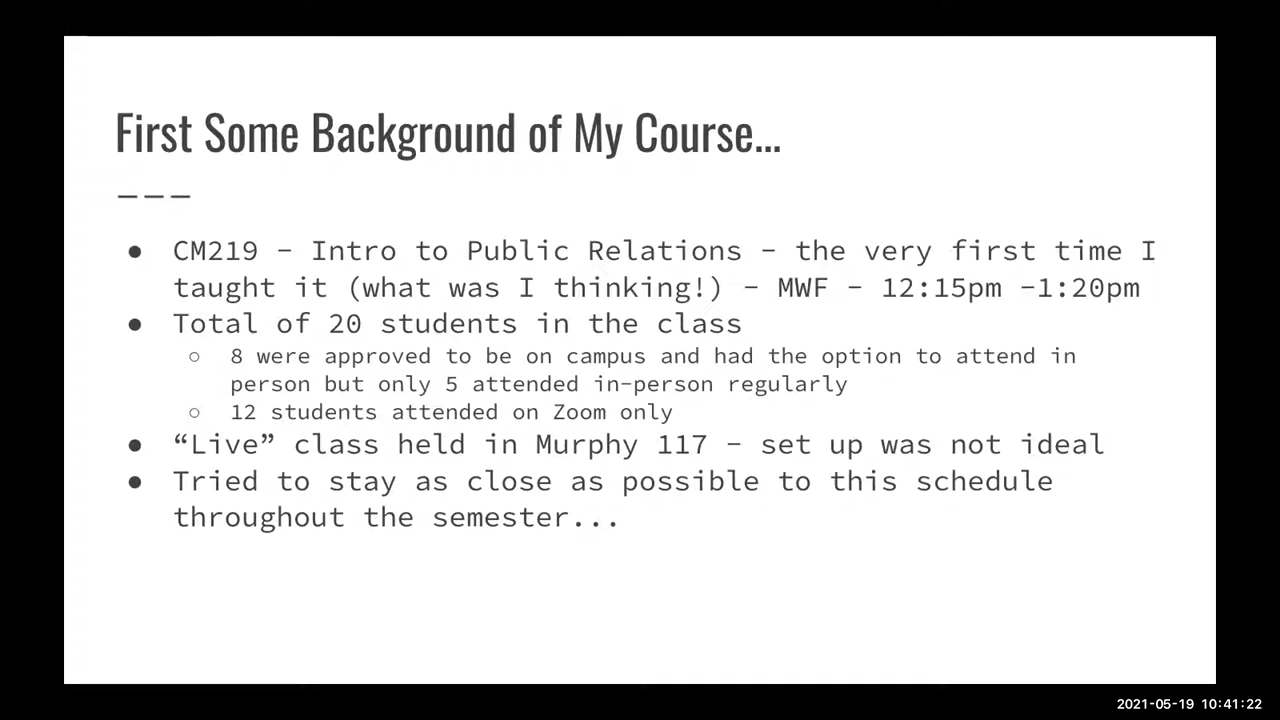 First Some Background of My Course...
● CM219 – Intro to Public Relations – the very first time I
taught it (what was I thinking!) – MWF – 12:15pm -1:20pm
● Total of 20 students in the class
○ 8 were approved to be on campus and had the option to attend in
person but only 5 attended in-person regularly
○ 12 students attended on Zoom only
● “Live” class held in Murphy 117 – set up was not ideal
● Tried to stay as close as possible to this schedule
throughout the semester...
2021-05-19 10:41:22